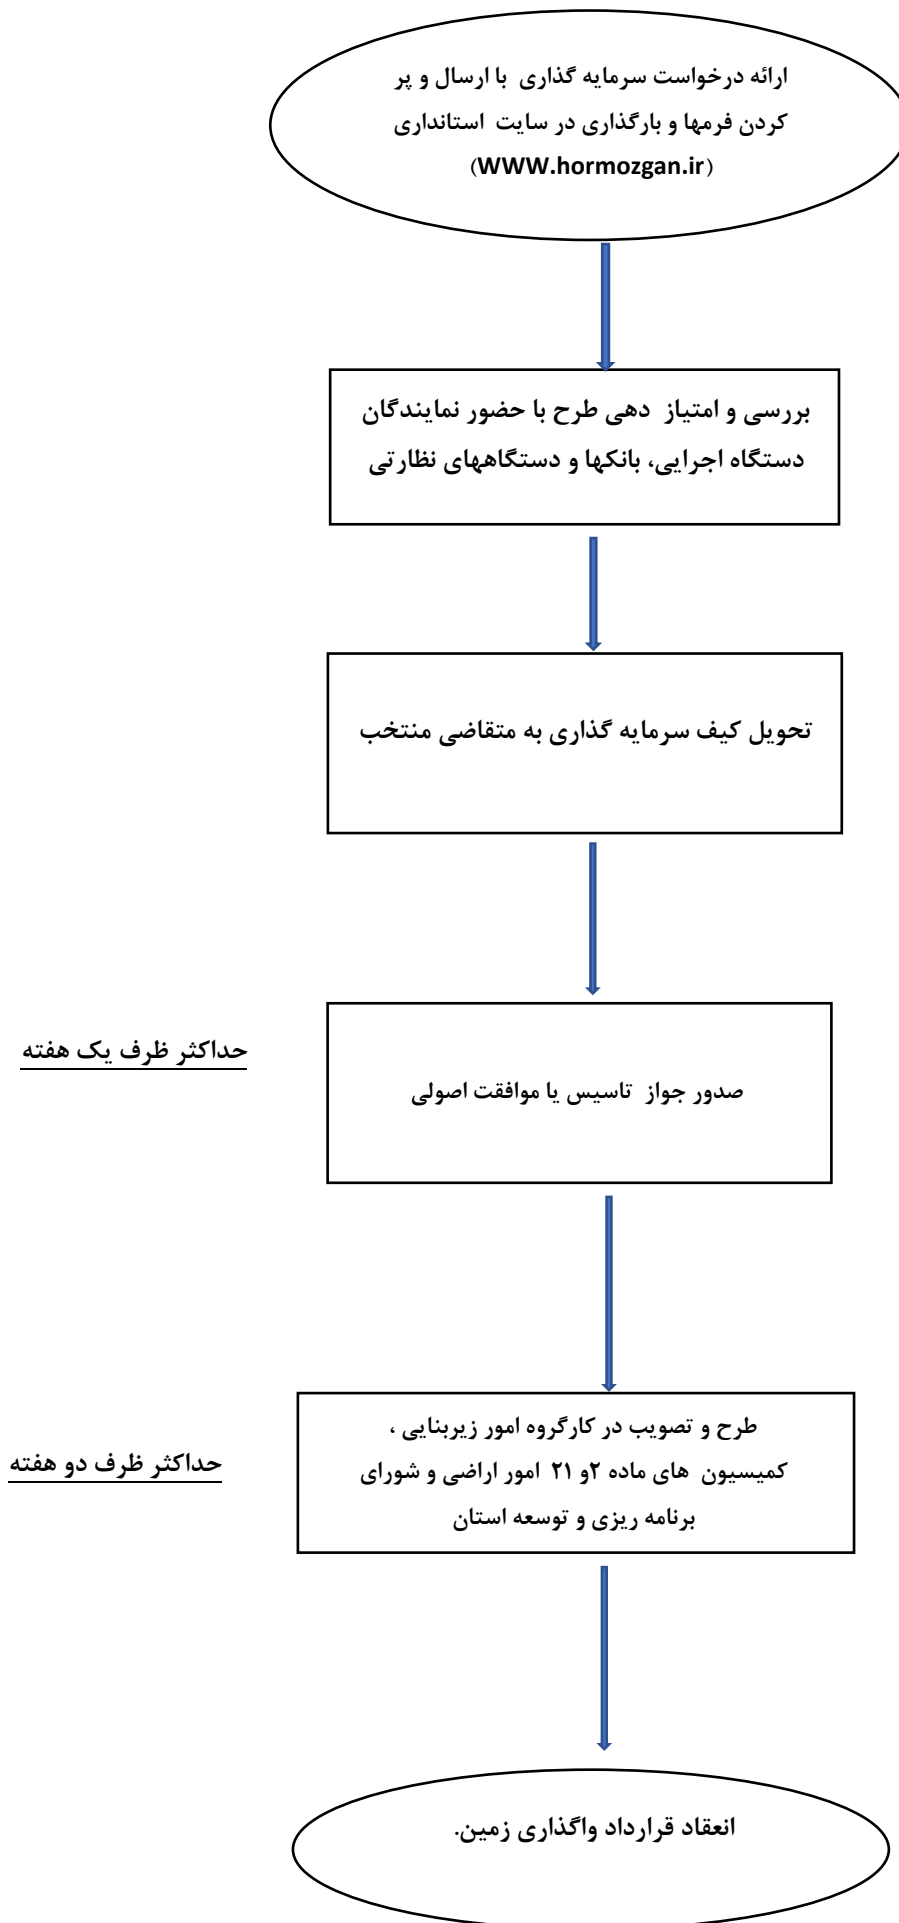 ارائه درخواست سرمایه گذاری با ارسال و پر
کردن فرمها و بارگذاری در سایت استانداری
(WWW.hormozgan.ir)
بررسی و امتیاز دهی طرح با حضور نمایندگان
دستگاه اجرایی، بانکها و دستگاههای نظارتی
تحویل کیف سرمایه گذاری به متقاضی منتخب
حداکثر ظرف یک هفته
صدور جواز تاسیس یا موافقت اصولی
طرح و تصویب در کارگروه امور زیربنایی ،
کمیسیون های ماده ۲و ۲۱ امور اراضی و شورای
برنامه ریزی و توسعه استان
حداکثر ظرف دو هفته
انعقاد قرارداد واگذاری زمین.